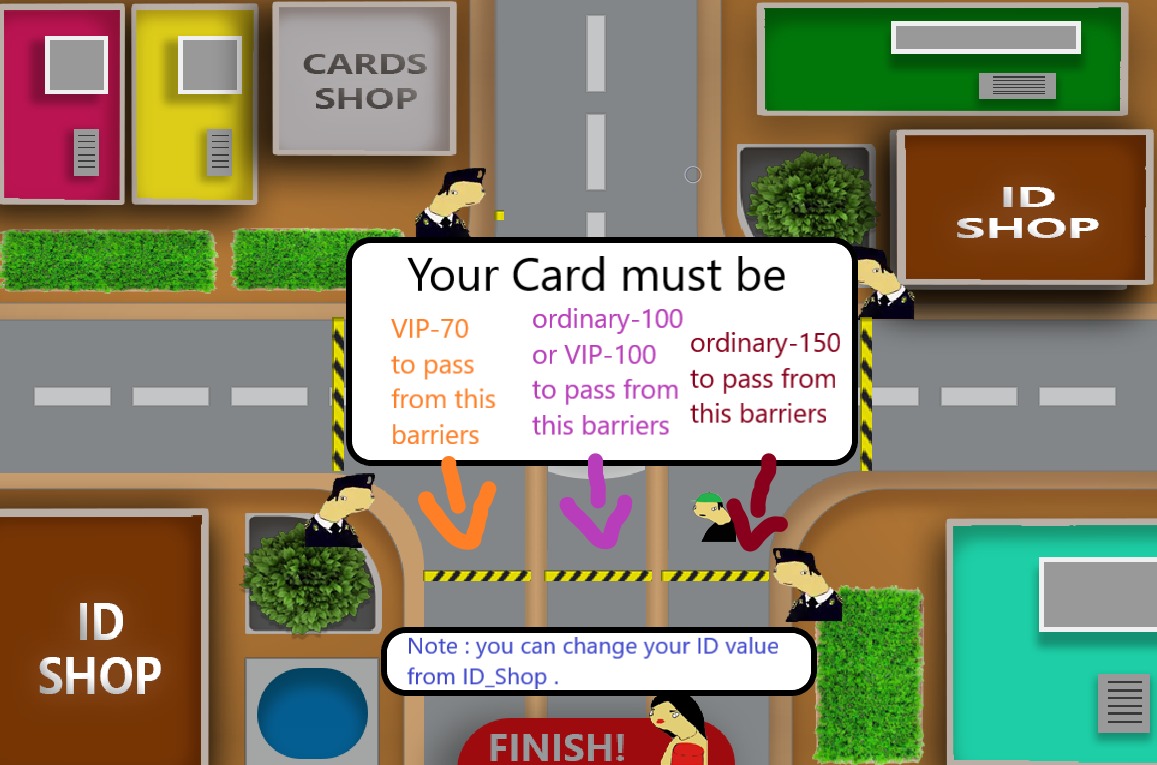 CARDS
SHOP
ID
SHOP
Your Card must be
VIP-70
to pass
from this
barriers
ordinary-100
or VIP-100
to pass from
this barriers
ordinary-150
to pass from
this barriers
ID
SHOP
Note : you can change your ID value
from ID_Shop .
FINISH!